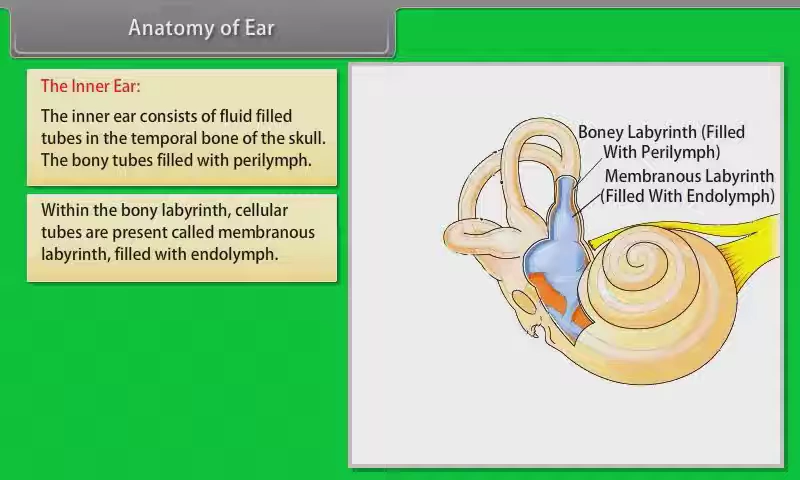 Anatomy of Ear
The Inner Ear:
The inner ear consists of fluid filled
tubes in the temporal bone of the skull.
The bony tubes filled with perilymph.
Within the bony labyrinth, cellular
tubes are present called membranous
labyrinth, filled with endolymph.
Boney Labyrinth (Filled
With Perilymph)
Membranous Labyrinth
(Filled With Endolymph)